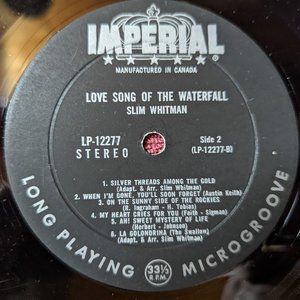 IMPERIAL
MANUFACTURED IN CANADA
LOVE SONG OF THE WATERFALL
SLIM WHITMAN
LP-12277
STEREO
Side 2
(LP-12277-B)
1. SILVER THREADS AMONG THE GOLD
(Adapt. & Arr. Slim Whitman)
2. WHEN I'M GONE, YOU'LL SOON FORGET (Austin Keith)
3. ON THE SUNNY SIDE OF THE ROCKIES
(R. Ingraham - H. Tobias)
4. MY HEART CRIES FOR YOU (Faith - Sigman)
5. AH! SWEET MYSTERY OF LIFE
(Herbert - Johnson)
6. LA GOLONDRINA (The Swallow)
(Adapt. & Arr. Slim Whitman)
LONG PLAYING 33⅓ R.P.M. MICROGROOVE